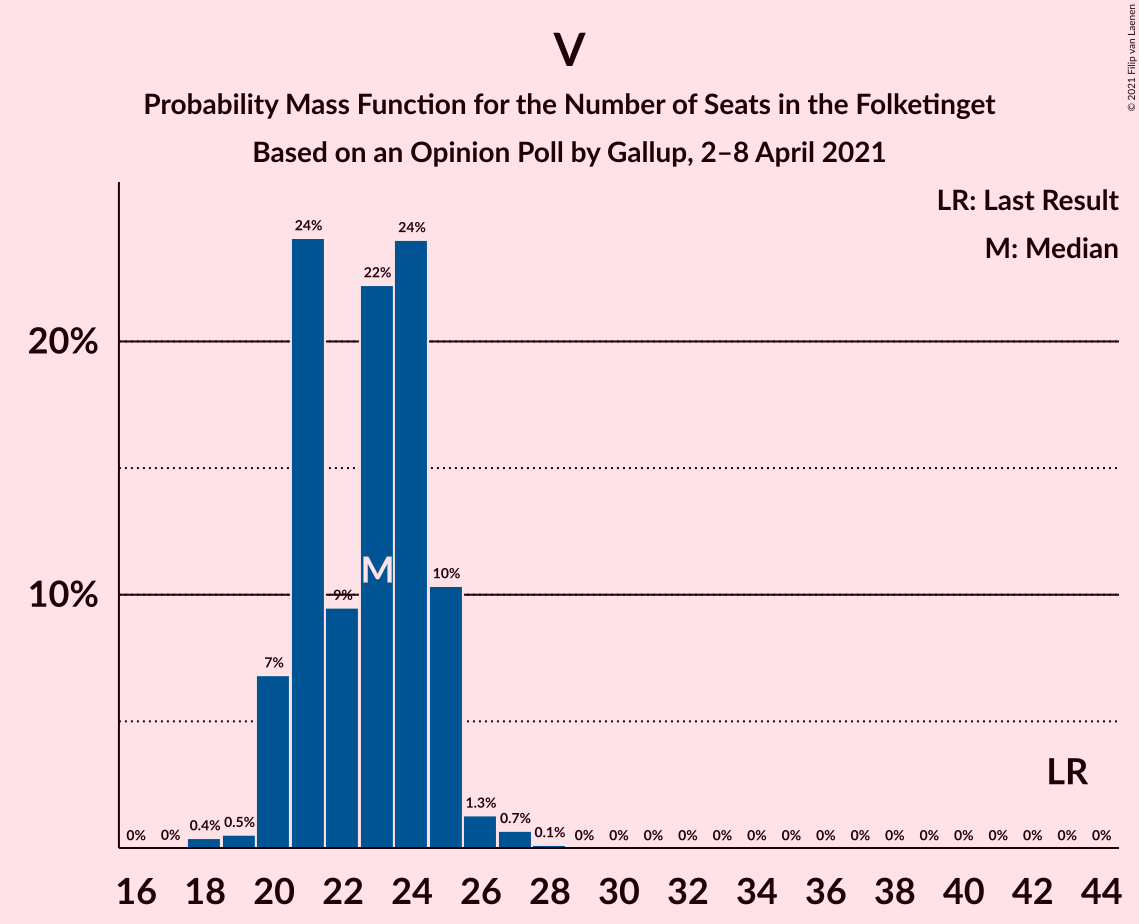 V
Probability Mass Function for the Number of Seats in the Folketinget
Based on an Opinion Poll by Gallup, 2–8 April 2021
© 2021 Filip van Laenen
LR: Last Result
M: Median
20%
10%
0% 0% 0.4% 0.5% 7% 24% 9% 22% 24% 10% 1.3% 0.7% 0.1% 0% 0% 0% 0% 0% 0% 0% 0% 0% 0% 0% 0% 0% 0% 0% 0%
M
LR
16 18 20 22 24 26 28 30 32 34 36 38 40 42 44